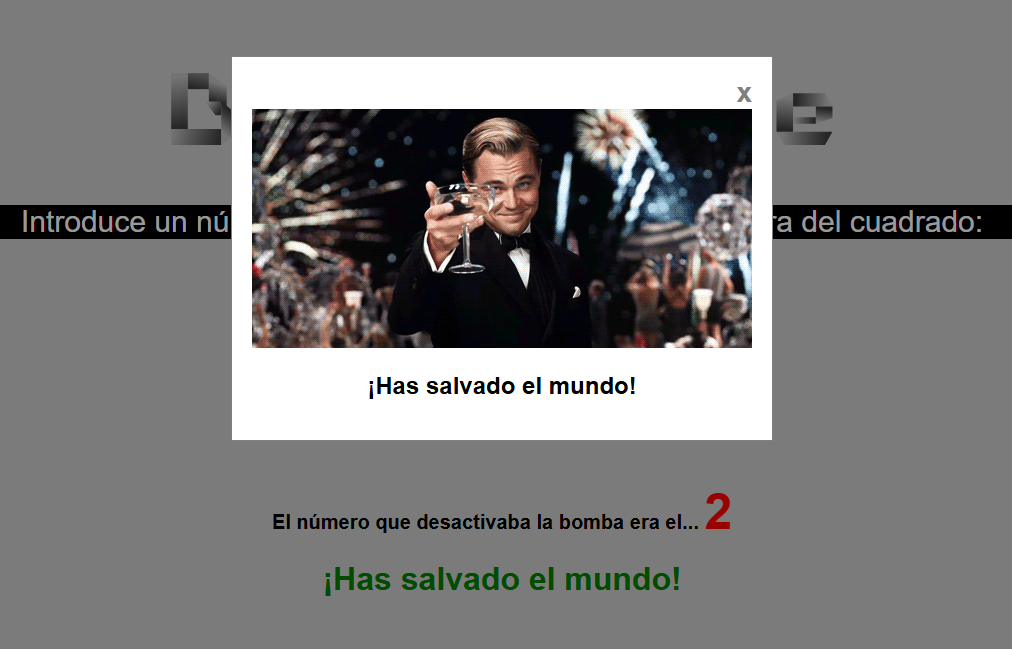 x
Introduce un nú
ra del cuadrado:
¡Has salvado el mundo!
El número que desactivaba la bomba era el... 2
¡Has salvado el mundo!